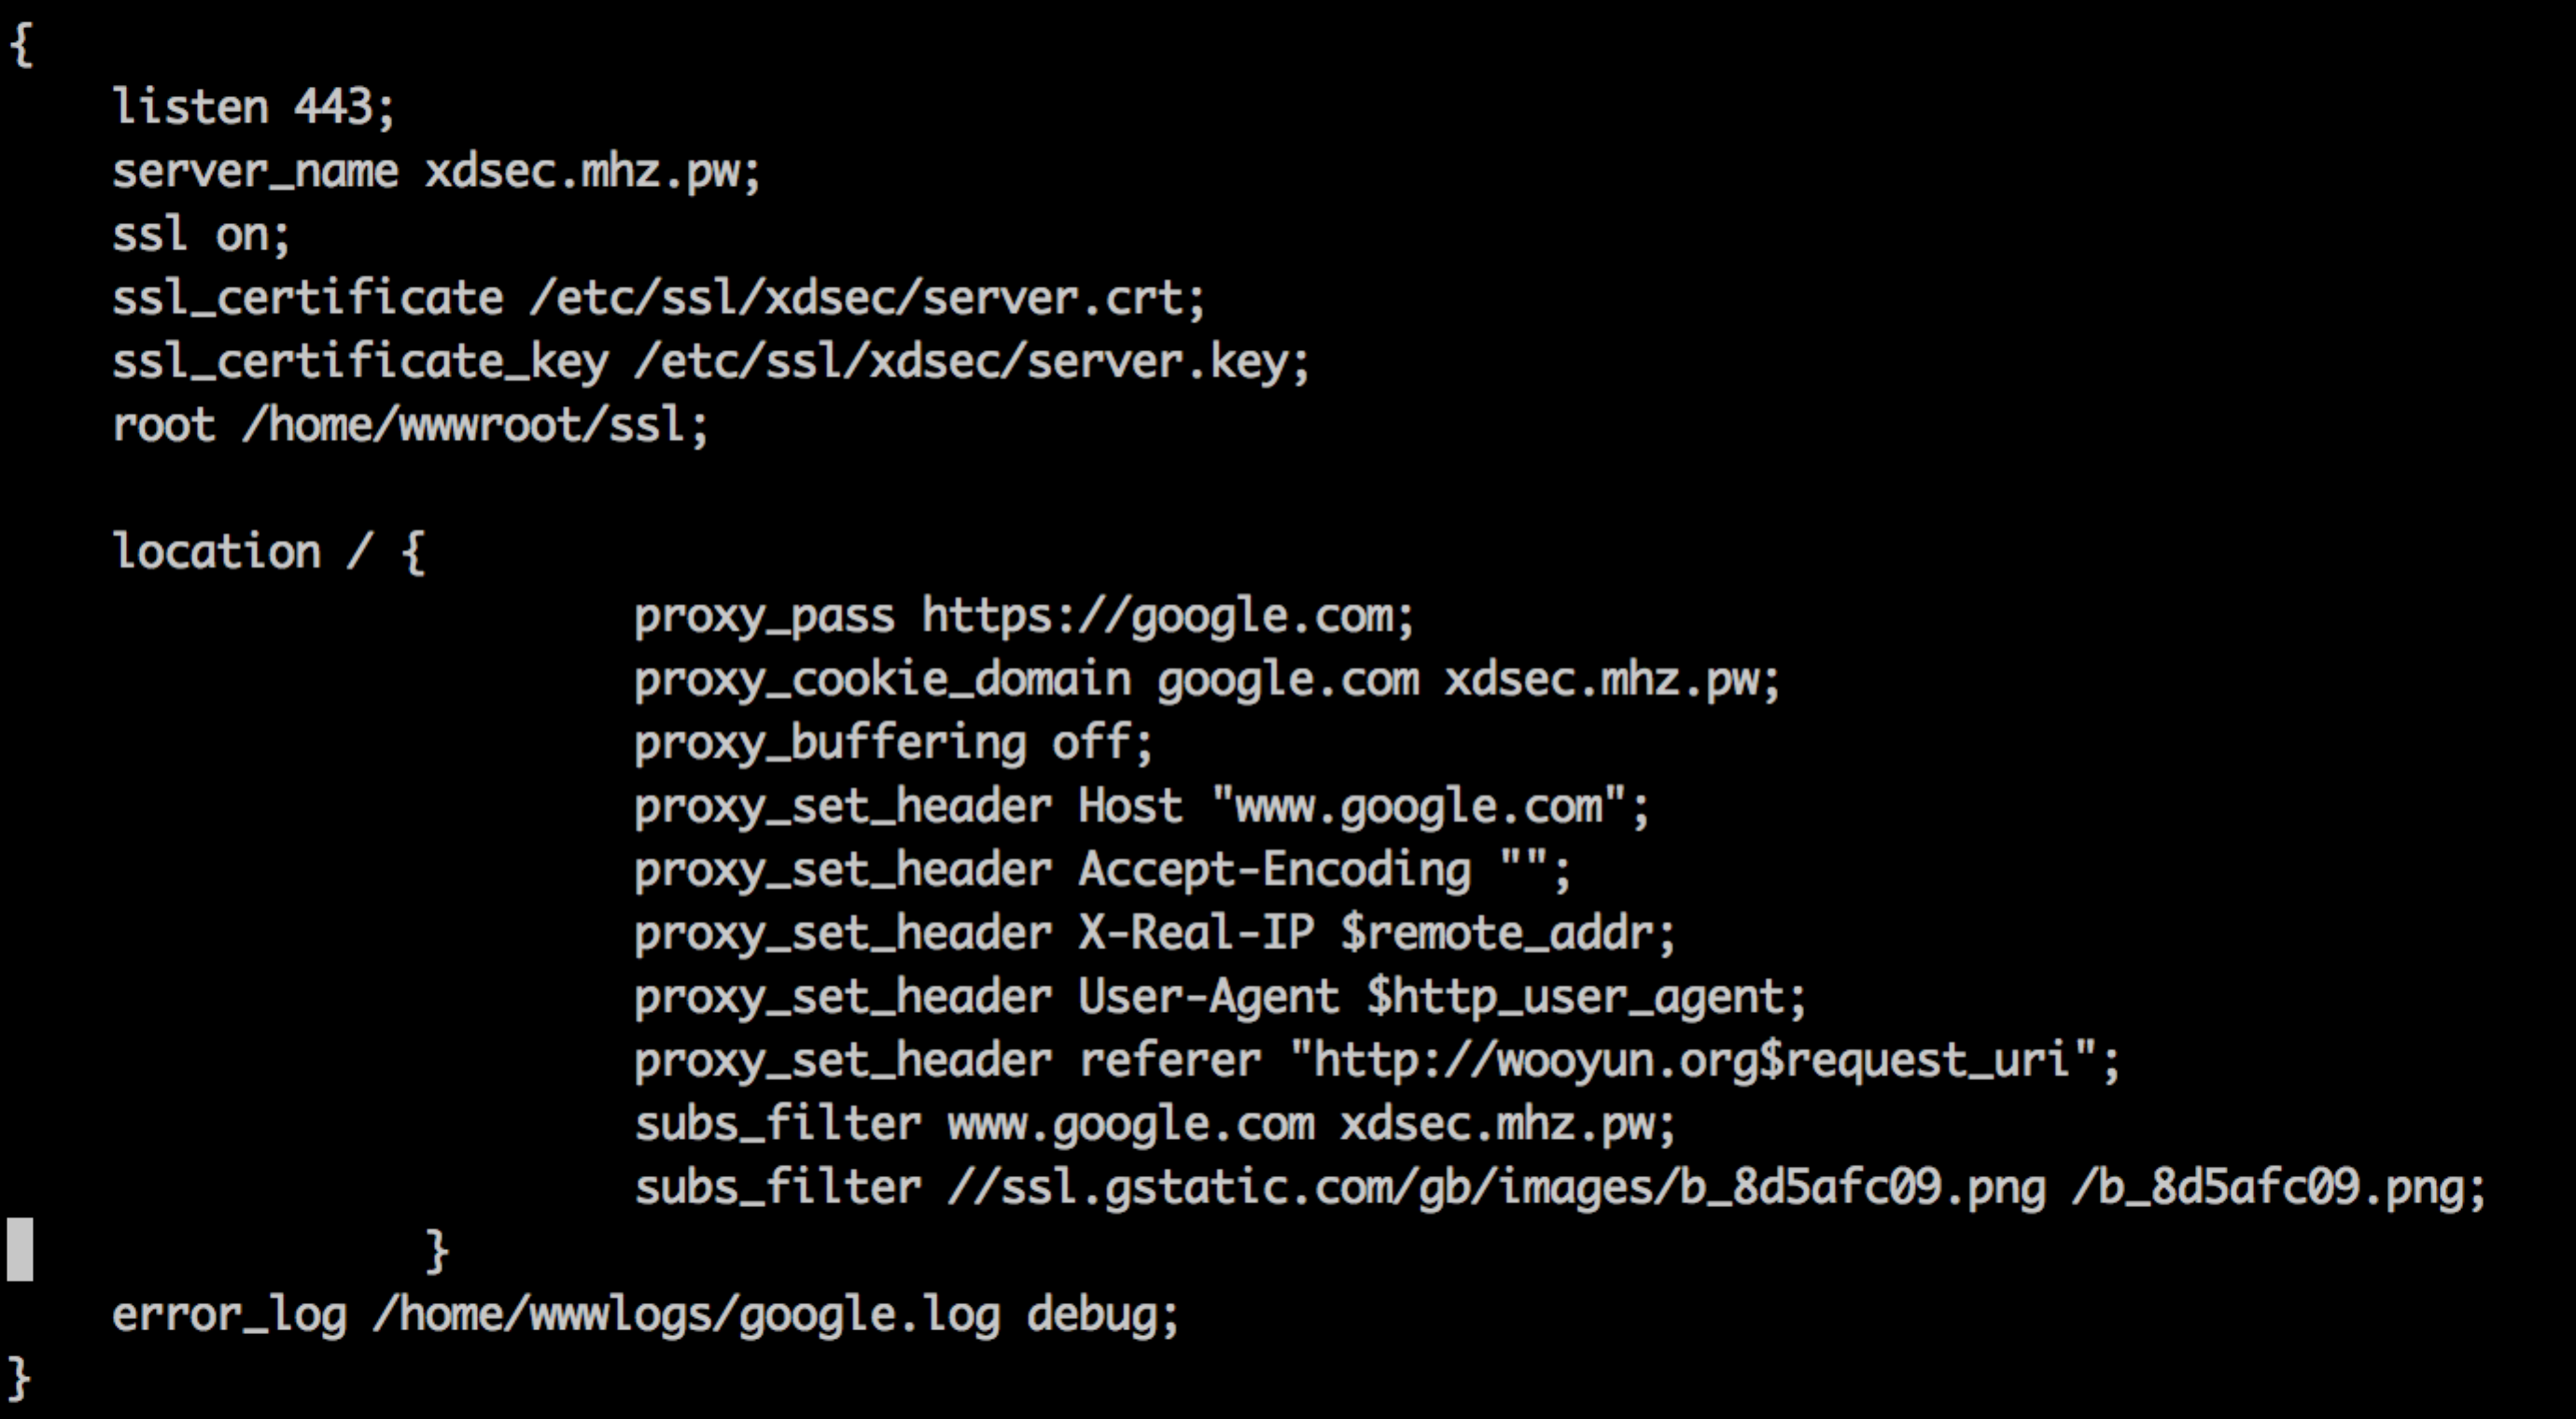 {
listen 443;
server_name xdsec.mhz.pw;
ssl on;
ssl_certificate /etc/ssl/xdsec/server.crt;
ssl_certificate_key /etc/ssl/xdsec/server.key;
root /home/wwwroot/ssl;
location / {
proxy_pass https://google.com;
proxy_cookie_domain google.com xdsec.mhz.pw;
proxy_buffering off;
proxy_set_header Host "www.google.com";
proxy_set_header Accept-Encoding "";
proxy_set_header X-Real-IP $remote_addr;
proxy_set_header User-Agent $http_user_agent;
proxy_set_header referer "http://wooyun.org$request_uri";
subs_filter www.google.com xdsec.mhz.pw;
subs_filter //ssl.gstatic.com/gb/images/b_8d5afc09.png /b_8d5afc09.png;
}
error_log /home/wwwlogs/google.log debug;
}